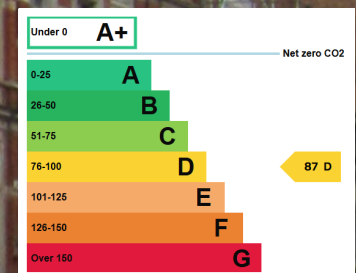 Under 0 A+
Net zero CO2
0-25 A
26-50 B
51-75 C
76-100 D 87 D
101-125 E
126-150 F
Over 150 G